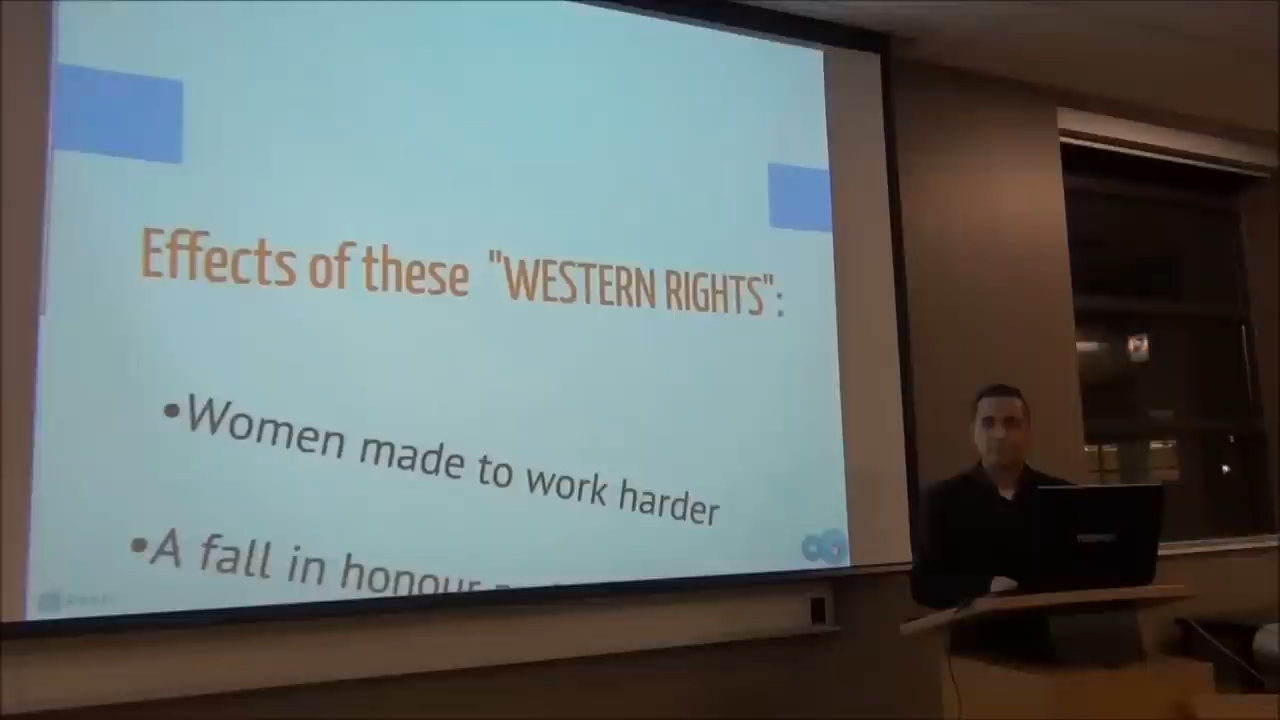 Effects of these "WESTERN RIGHTS":
•Women made to work harder
•A fall in honour